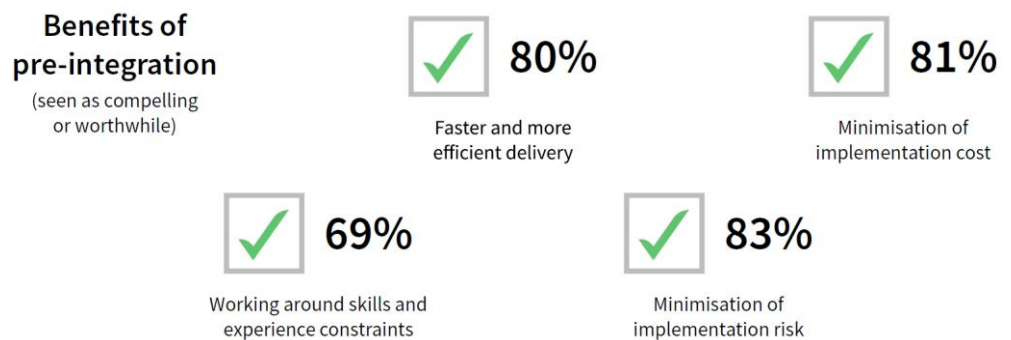 Benefits of
pre-integration
(seen as compelling
or worthwhile)
80%
Faster and more
efficient delivery
81%
Minimisation of
implementation cost
69%
Working around skills and
experience constraints
83%
Minimisation of
implementation risk